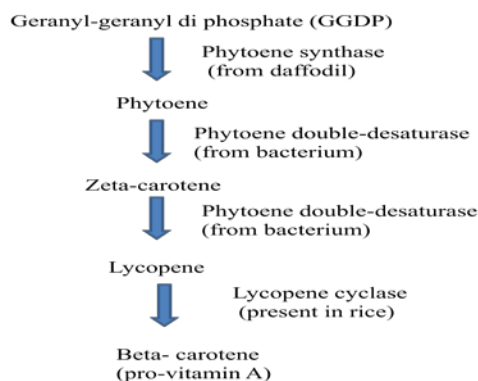 Geranyl-geranyl di phosphate (GGDP)
Phytoene synthase
(from daffodil)
Phytoene
Phytoene double-desaturase
(from bacterium)
Zeta-carotene
Phytoene double-desaturase
(from bacterium)
Lycopene
Lycopene cyclase
(present in rice)
Beta- carotene
(pro-vitamin A)